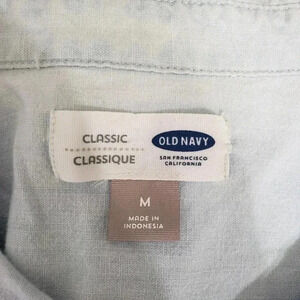 CLASSIC
CLASSIQUE
OLD NAVY
SAN FRANCISCO
CALIFORNIA
M
MADE IN
INDONESIA